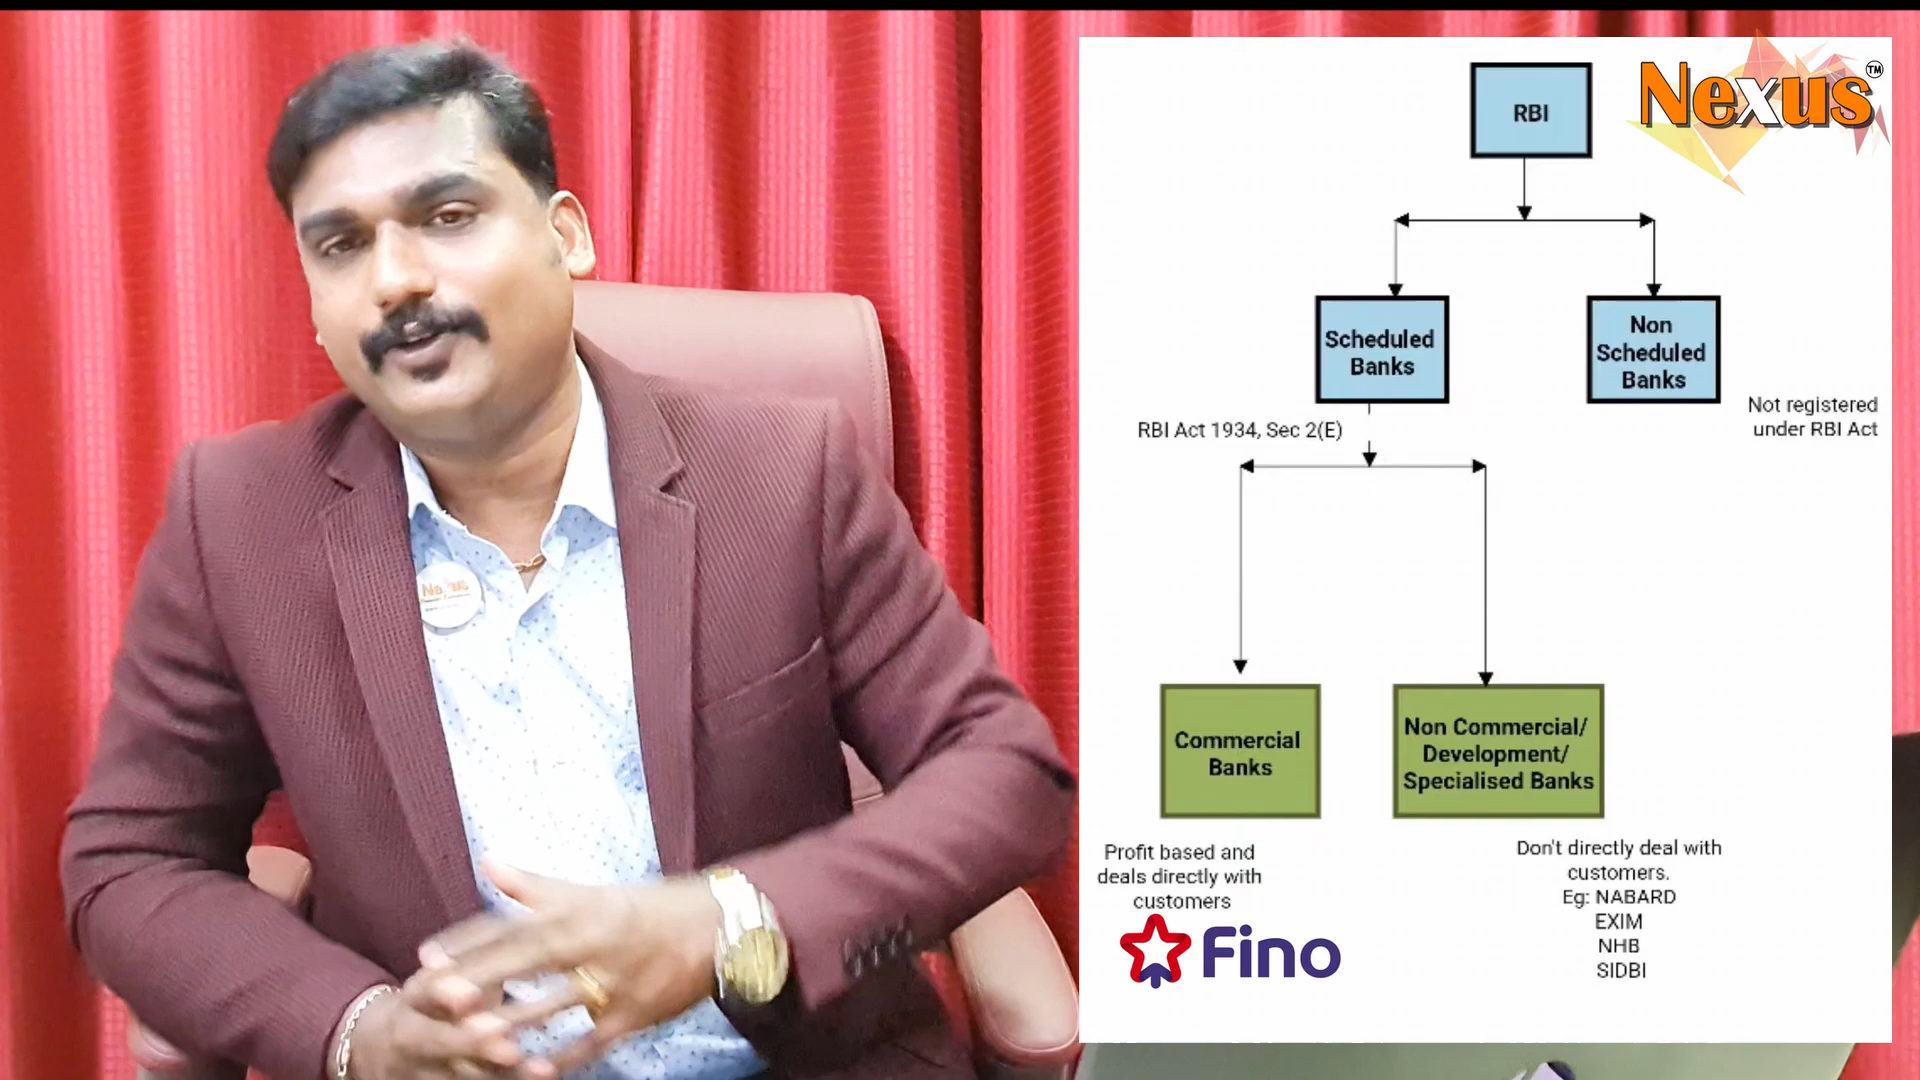 RBI
Nexus™
Scheduled
Banks
Non
Scheduled
Banks
Not registered
under RBI Act
RBI Act 1934, Sec 2(E)
Commercial
Banks
Non Commercial/
Development/
Specialised Banks
Profit based and
deals directly with
customers
Don't directly deal with
customers.
Eg: NABARD
EXIM
NHB
SIDBI
Fino